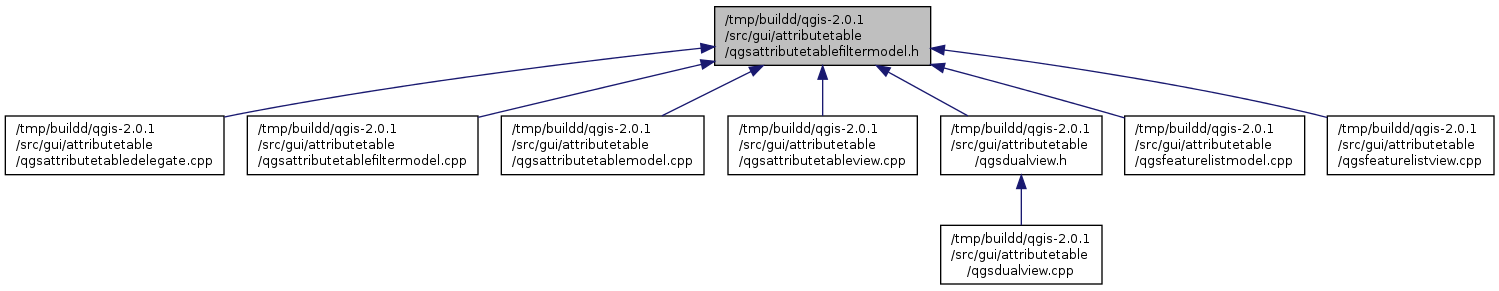 /tmp/buildd/qgis-2.0.1
/src/gui/attributetable
/qgsattributetablefiltermodel.h
/tmp/buildd/qgis-2.0.1
/src/gui/attributetable
/qgsattributetabledelegate.cpp
/tmp/buildd/qgis-2.0.1
/src/gui/attributetable
/qgsattributetablefiltermodel.cpp
/tmp/buildd/qgis-2.0.1
/src/gui/attributetable
/qgsattributetablemodel.cpp
/tmp/buildd/qgis-2.0.1
/src/gui/attributetable
/qgsattributetableview.cpp
/tmp/buildd/qgis-2.0.1
/src/gui/attributetable
/qgsdualview.h
/tmp/buildd/qgis-2.0.1
/src/gui/attributetable
/qgsfeaturelistmodel.cpp
/tmp/buildd/qgis-2.0.1
/src/gui/attributetable
/qgsfeaturelistview.cpp
/tmp/buildd/qgis-2.0.1
/src/gui/attributetable
/qgsdualview.cpp